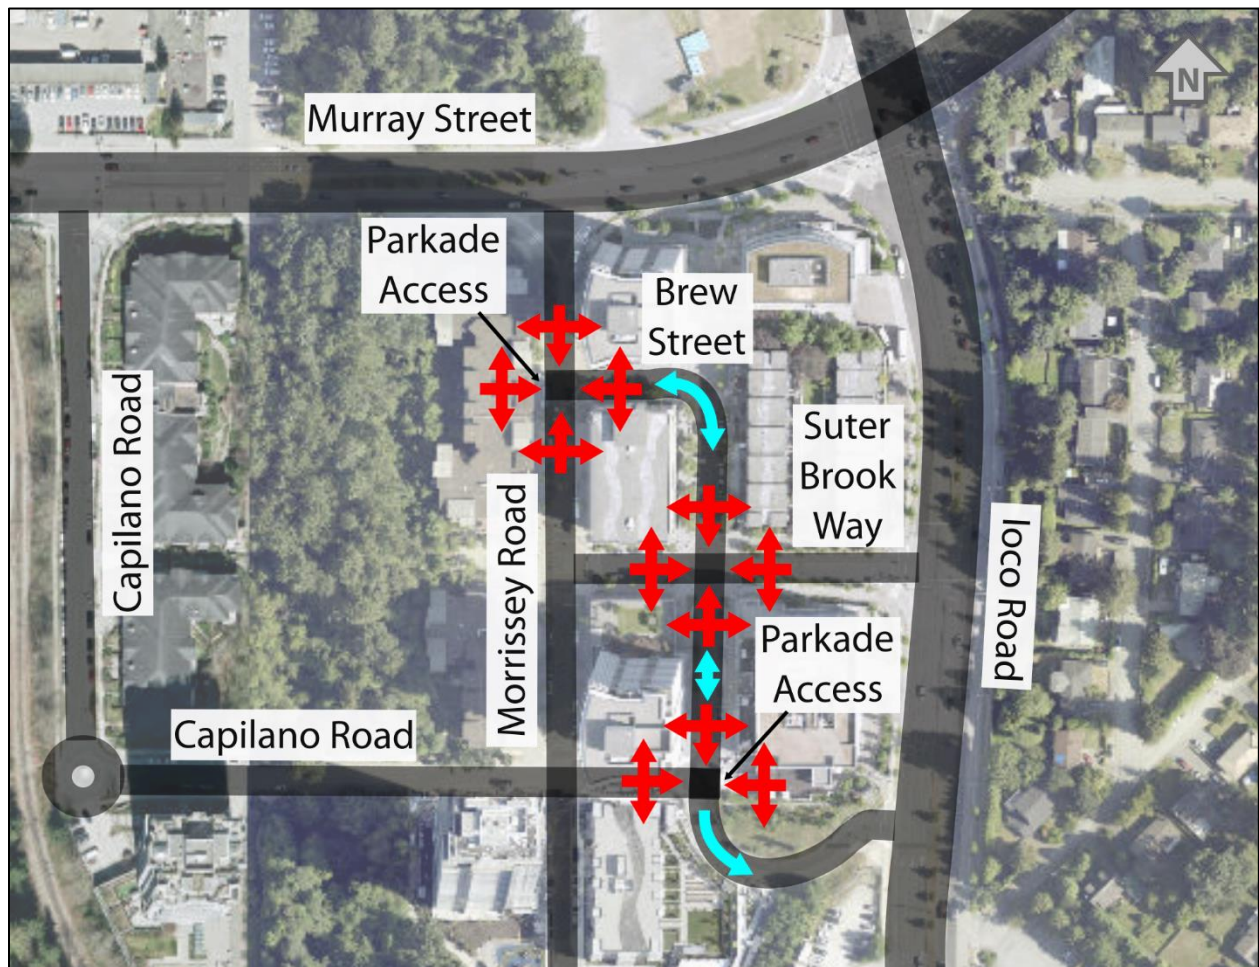 N
Murray Street
Parkade
Access
Brew
Street
Capilano Road
Morrissey Road
Suter
Brook
Way
Ioco Road
Parkade
Access
Capilano Road